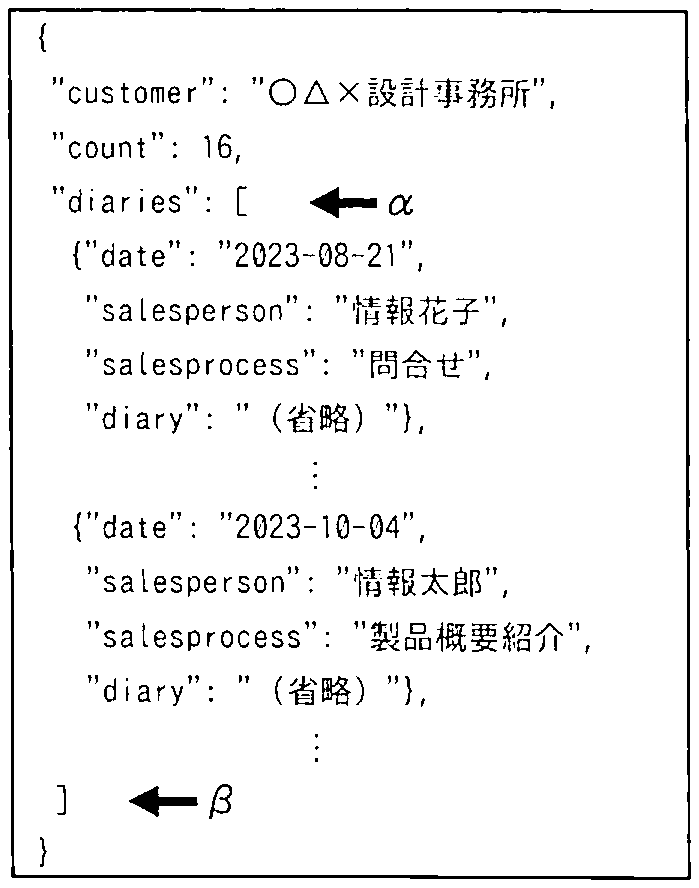 {
"customer": "〇△×設計事務所",
"count": 16,
"diaries": [ ← α
{"date": "2023-08-21",
"salesperson": "情報花子",
"salesprocess": "問合せ",
"diary": " (省略) "},
⋮
{"date": "2023-10-04",
"salesperson": "情報太郎",
"salesprocess": "製品概要紹介",
"diary": " (省略) "},
⋮
] ← β
}